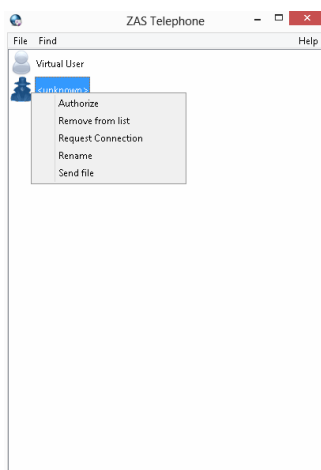 ZAS Telephone
File Find Help
Virtual User
<unknown>
Authorize
Remove from list
Request Connection
Rename
Send file